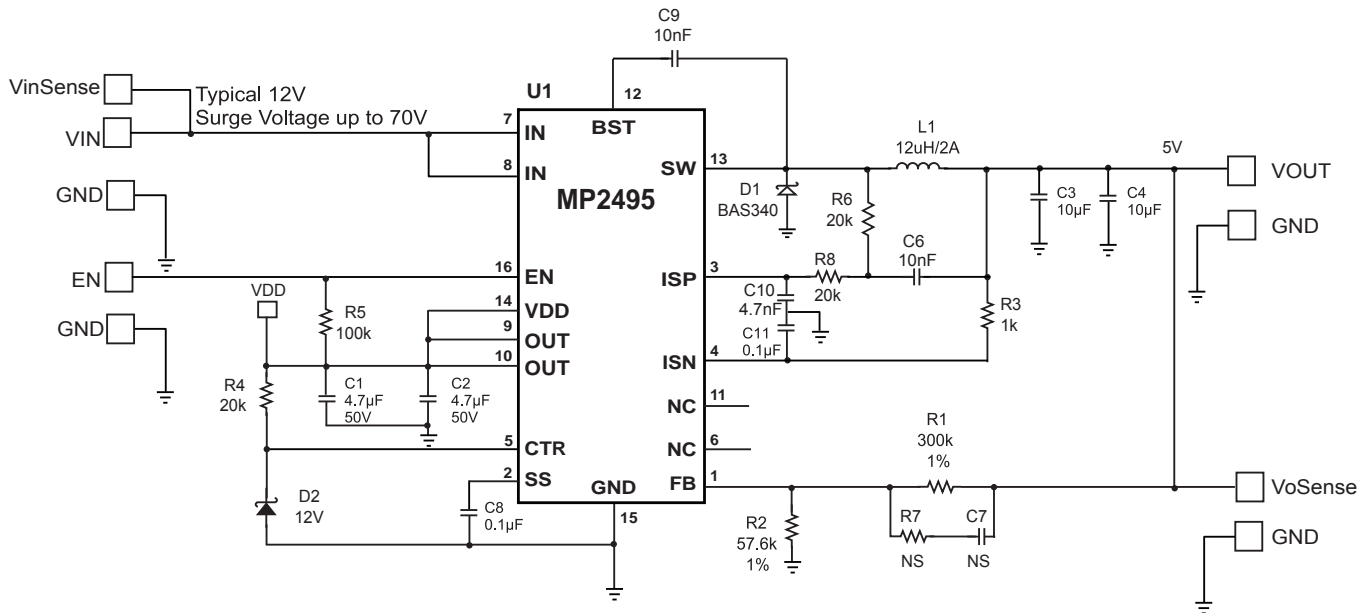 C9
10nF
VinSense
Typical 12V
Surge Voltage up to 70V
VIN
GND
EN
GND
VDD
R5
100k
R4
20k
C1
4.7µF
50V
C2
4.7µF
50V
D2
12V
C8
0.1µF
U1
MP2495
7
IN
8
IN
16
EN
14
VDD
9
OUT
10
OUT
5
CTR
2
SS
GND
15
12
BST
13
SW
3
ISP
4
ISN
11
NC
6
NC
1
FB
D1
BAS340
R6
20k
L1
12uH/2A
C6
10nF
R8
20k
C10
4.7nF
C11
0.1µF
R3
1k
C3
10µF
C4
10µF
5V
VOUT
GND
R1
300k
1%
R7
NS
C7
NS
R2
57.6k
1%
VoSense
GND